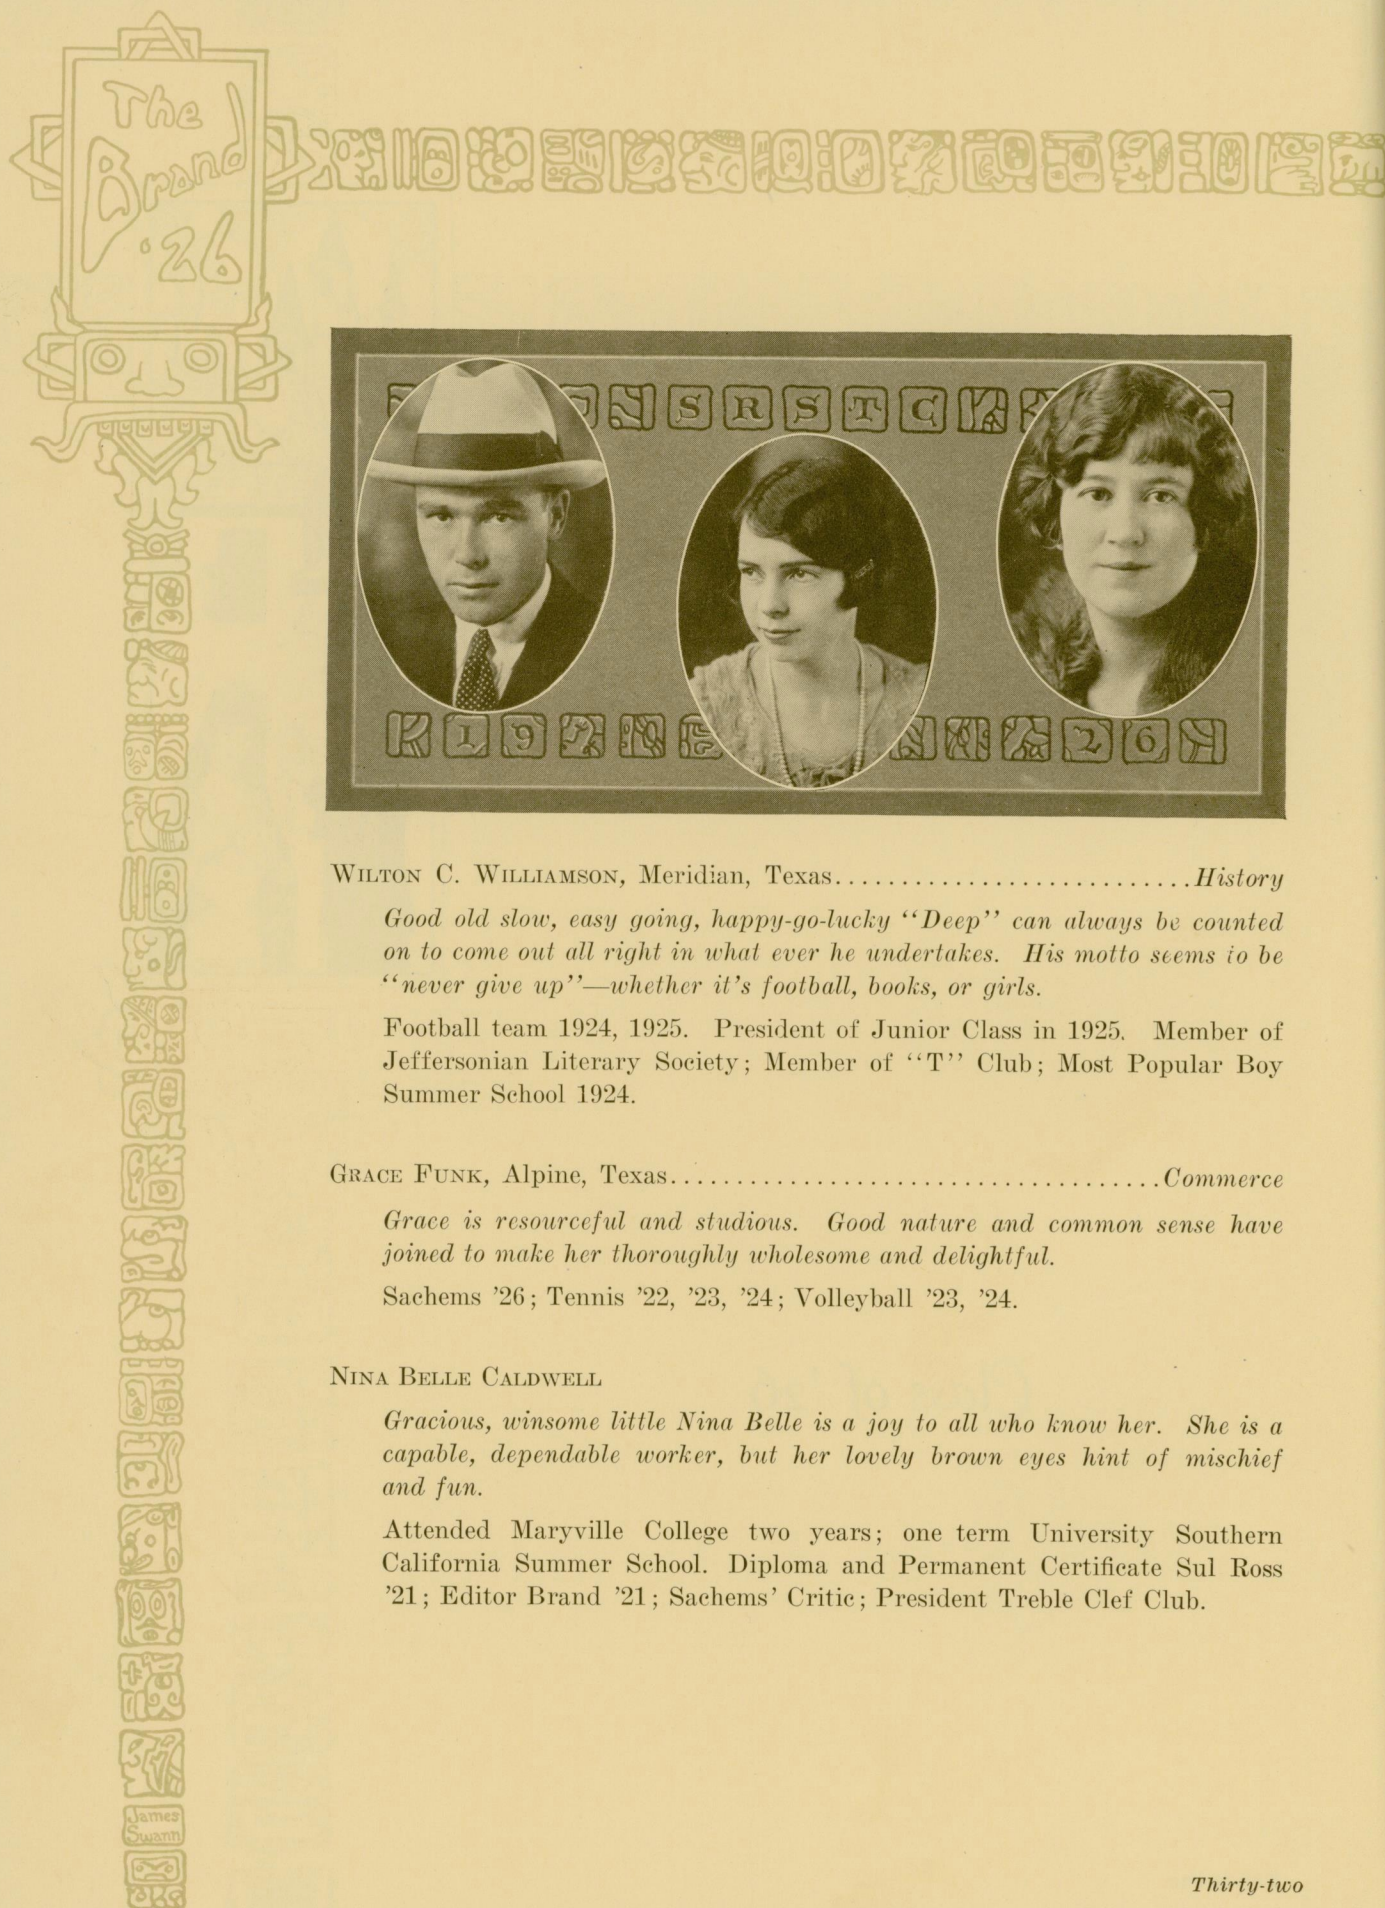 The
Brand
'26
S R S T C
19 26
WILTON C. WILLIAMSON, Meridian, Texas...........................History
Good old slow, easy going, happy-go-lucky “Deep” can always be counted
on to come out all right in what ever he undertakes. His motto seems to be
“never give up”—whether it's football, books, or girls.
Football team 1924, 1925. President of Junior Class in 1925. Member of
Jeffersonian Literary Society; Member of “T” Club; Most Popular Boy
Summer School 1924.
GRACE FUNK, Alpine, Texas.....................................Commerce
Grace is resourceful and studious. Good nature and common sense have
joined to make her thoroughly wholesome and delightful.
Sachems ’26; Tennis ’22, ’23, ’24; Volleyball ’23, ’24.
NINA BELLE CALDWELL
Gracious, winsome little Nina Belle is a joy to all who know her. She is a
capable, dependable worker, but her lovely brown eyes hint of mischief
and fun.
Attended Maryville College two years; one term University Southern
California Summer School. Diploma and Permanent Certificate Sul Ross
’21; Editor Brand ’21; Sachems’ Critic; President Treble Clef Club.
James
Swann
Thirty-two